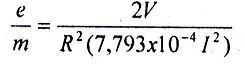 e/m = 2V / R²(7,793x10⁻⁴ I²)